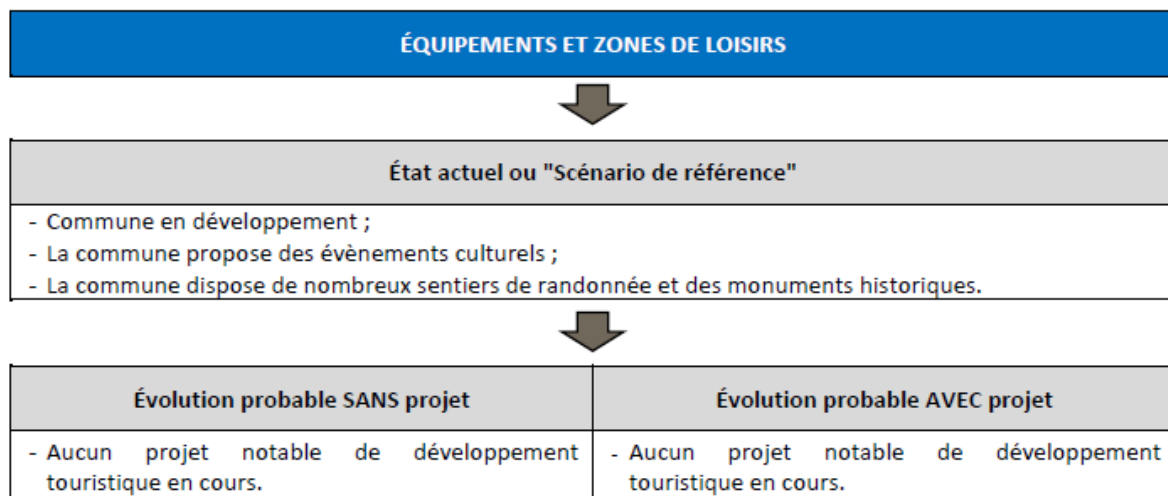 ÉQUIPEMENTS ET ZONES DE LOISIRS
État actuel ou "Scénario de référence"
- Commune en développement ;
- La commune propose des évènements culturels ;
- La commune dispose de nombreux sentiers de randonnée et des monuments historiques.
Évolution probable SANS projet
- Aucun projet notable de développement
touristique en cours.
Évolution probable AVEC projet
- Aucun projet notable de développement
touristique en cours.